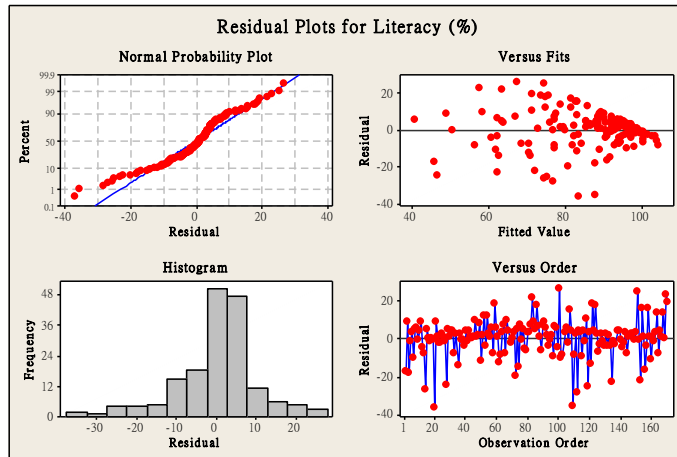 Residual Plots for Literacy (%)
Normal Probability Plot
99.9
99
90
50
10
1
0.1
Percent
-40 -20 0 20 40
Residual
Versus Fits
20
0
-20
-40
Residual
40 60 80 100
Fitted Value
Histogram
48
36
24
12
0
Frequency
-30 -20 -10 0 10 20
Residual
Versus Order
20
0
-20
-40
Residual
1 20 40 60 80 100 120 140 160
Observation Order